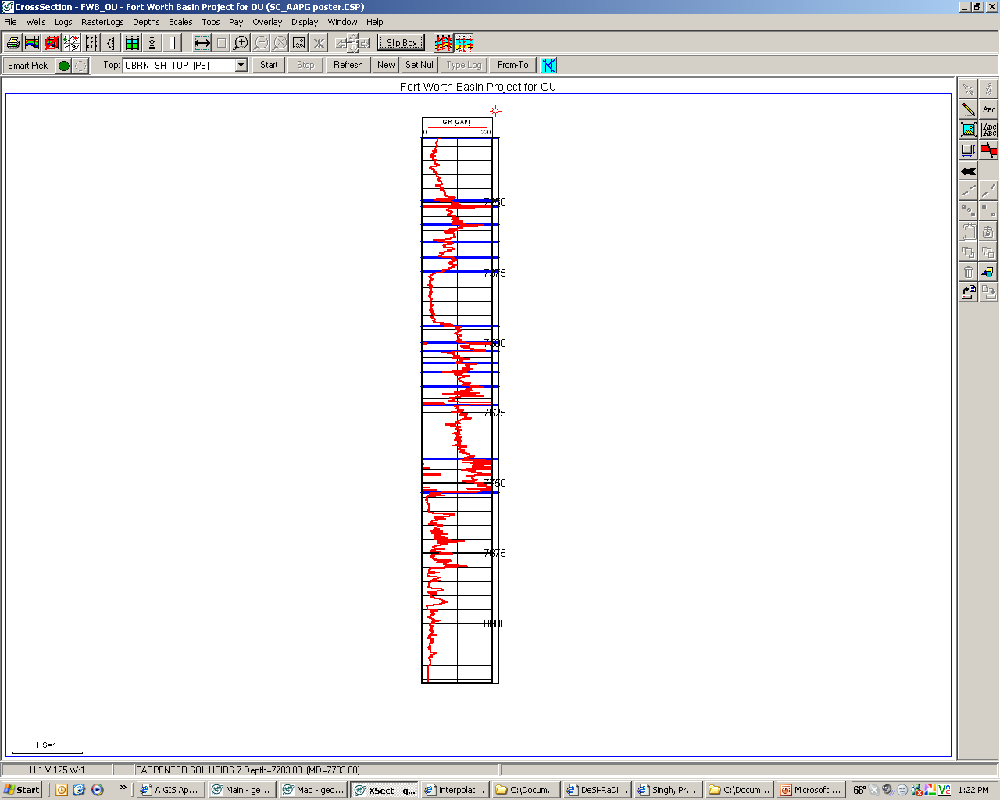 CrossSection - FWB_OU - Fort Worth Basin Project for OU (SC_AAPG poster.CSP)
File Wells Logs RasterLogs Depths Scales Tops Pay Overlay Display Window Help
Slip Box
Smart Pick Top: UBRNTSH_TOP [PS] Start Stop Refresh New Set Null Type Log From-To
Fort Worth Basin Project for OU
GR [GAPI]
0 220
Abc
Abc
Abc
7250
7375
7500
7625
7750
7875
8000
HS=1
H:1 V:125 W:1 CARPENTER SOL HEIRS 7 Depth=7783.88 (MD=7783.88)
Start » A GIS Ap... Main - ge... Map - geo... XSect - g... interpolat... C:\Docum... DeSi-RaDi... Singh, Pr... C:\Docum... Microsoft ... 66° 1:22 PM